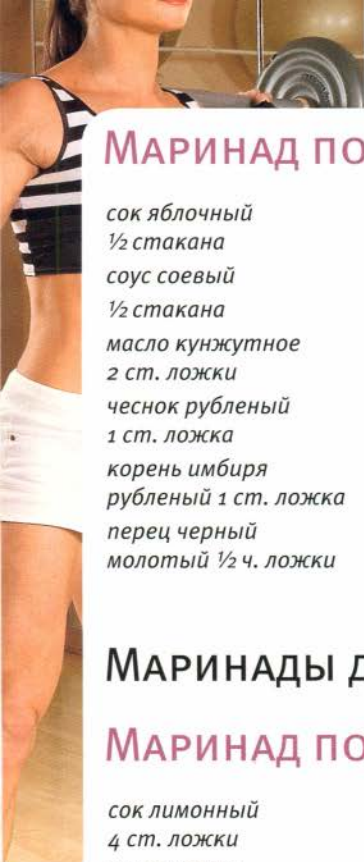 Маринад по
сок яблочный
½ стакана
соус соевый
½ стакана
масло кунжутное
2 ст. ложки
чеснок рубленый
1 ст. ложка
корень имбиря
рубленый 1 ст. ложка
перец черный
молотый ½ ч. ложки
Маринады д
Маринад по
сок лимонный
4 ст. ложки